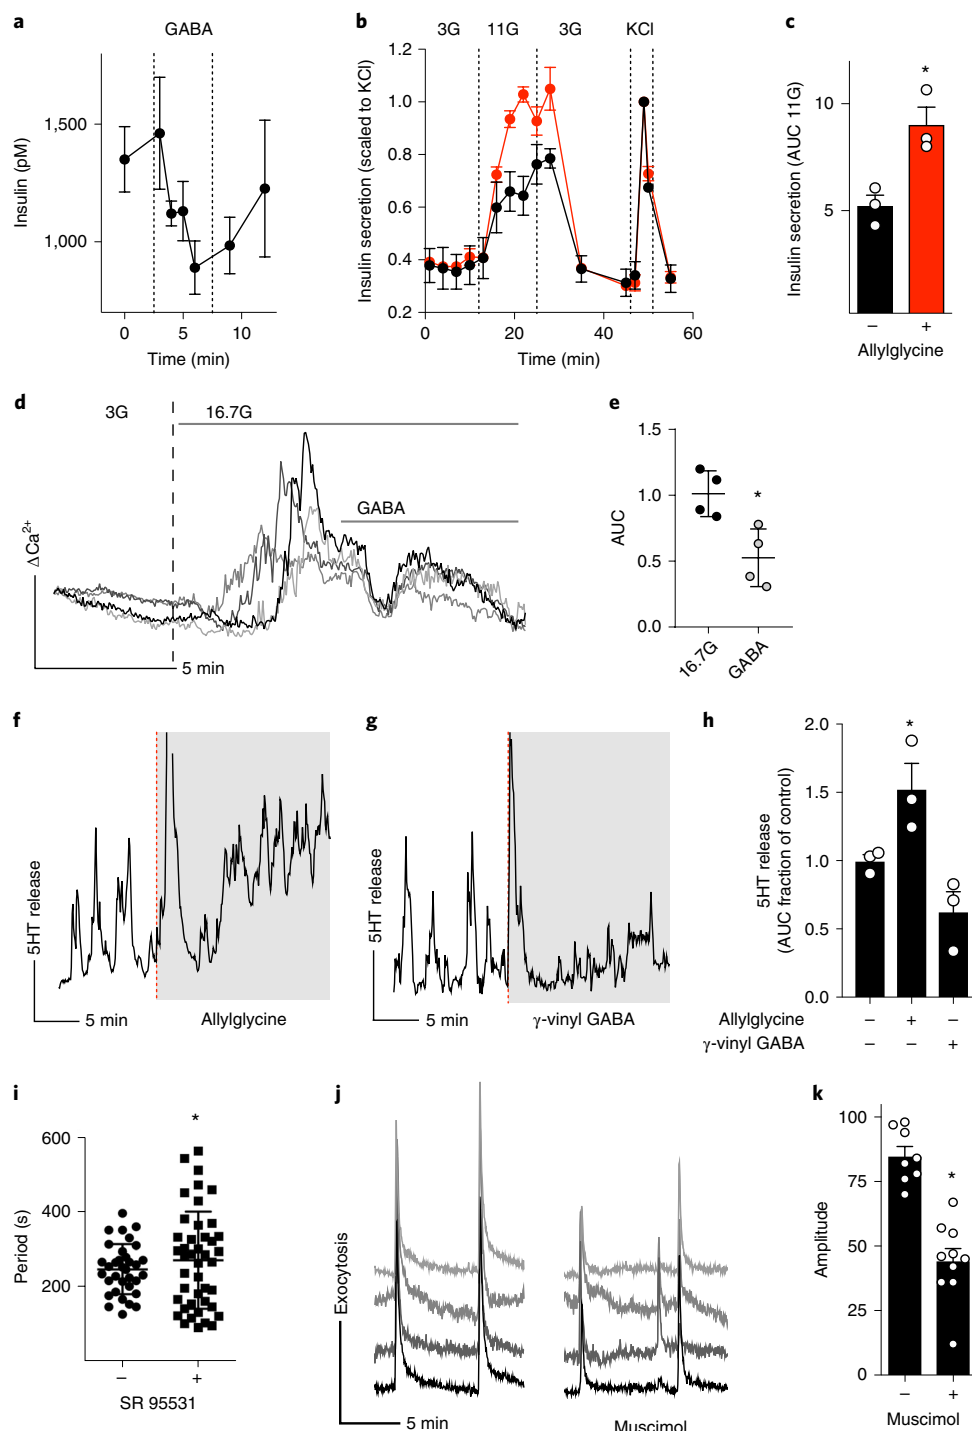 a
GABA
Insulin (pM)
1,500
1,000
0
5
10
Time (min)
b
3G
11G
3G
KCl
Insulin secretion (scaled to KCl)
1.2
1.0
0.8
0.6
0.4
0.2
0
20
40
60
Time (min)
c
Insulin secretion (AUC 11G)
10
5
*
–
+
Allylglycine
d
3G
16.7G
GABA
ΔCa2+
5 min
e
AUC
1.5
1.0
0.5
0.0
*
16.7G
GABA
f
5HT release
5 min
Allylglycine
g
5HT release
5 min
γ-vinyl GABA
h
5HT release
(AUC fraction of control)
2.0
1.5
1.0
0.5
0.0
*
Allylglycine – + –
γ-vinyl GABA – – +
i
Period (s)
600
400
200
*
–
+
SR 95531
j
Exocytosis
5 min
Muscimol
k
Amplitude
100
75
50
25
0
*
–
+
Muscimol